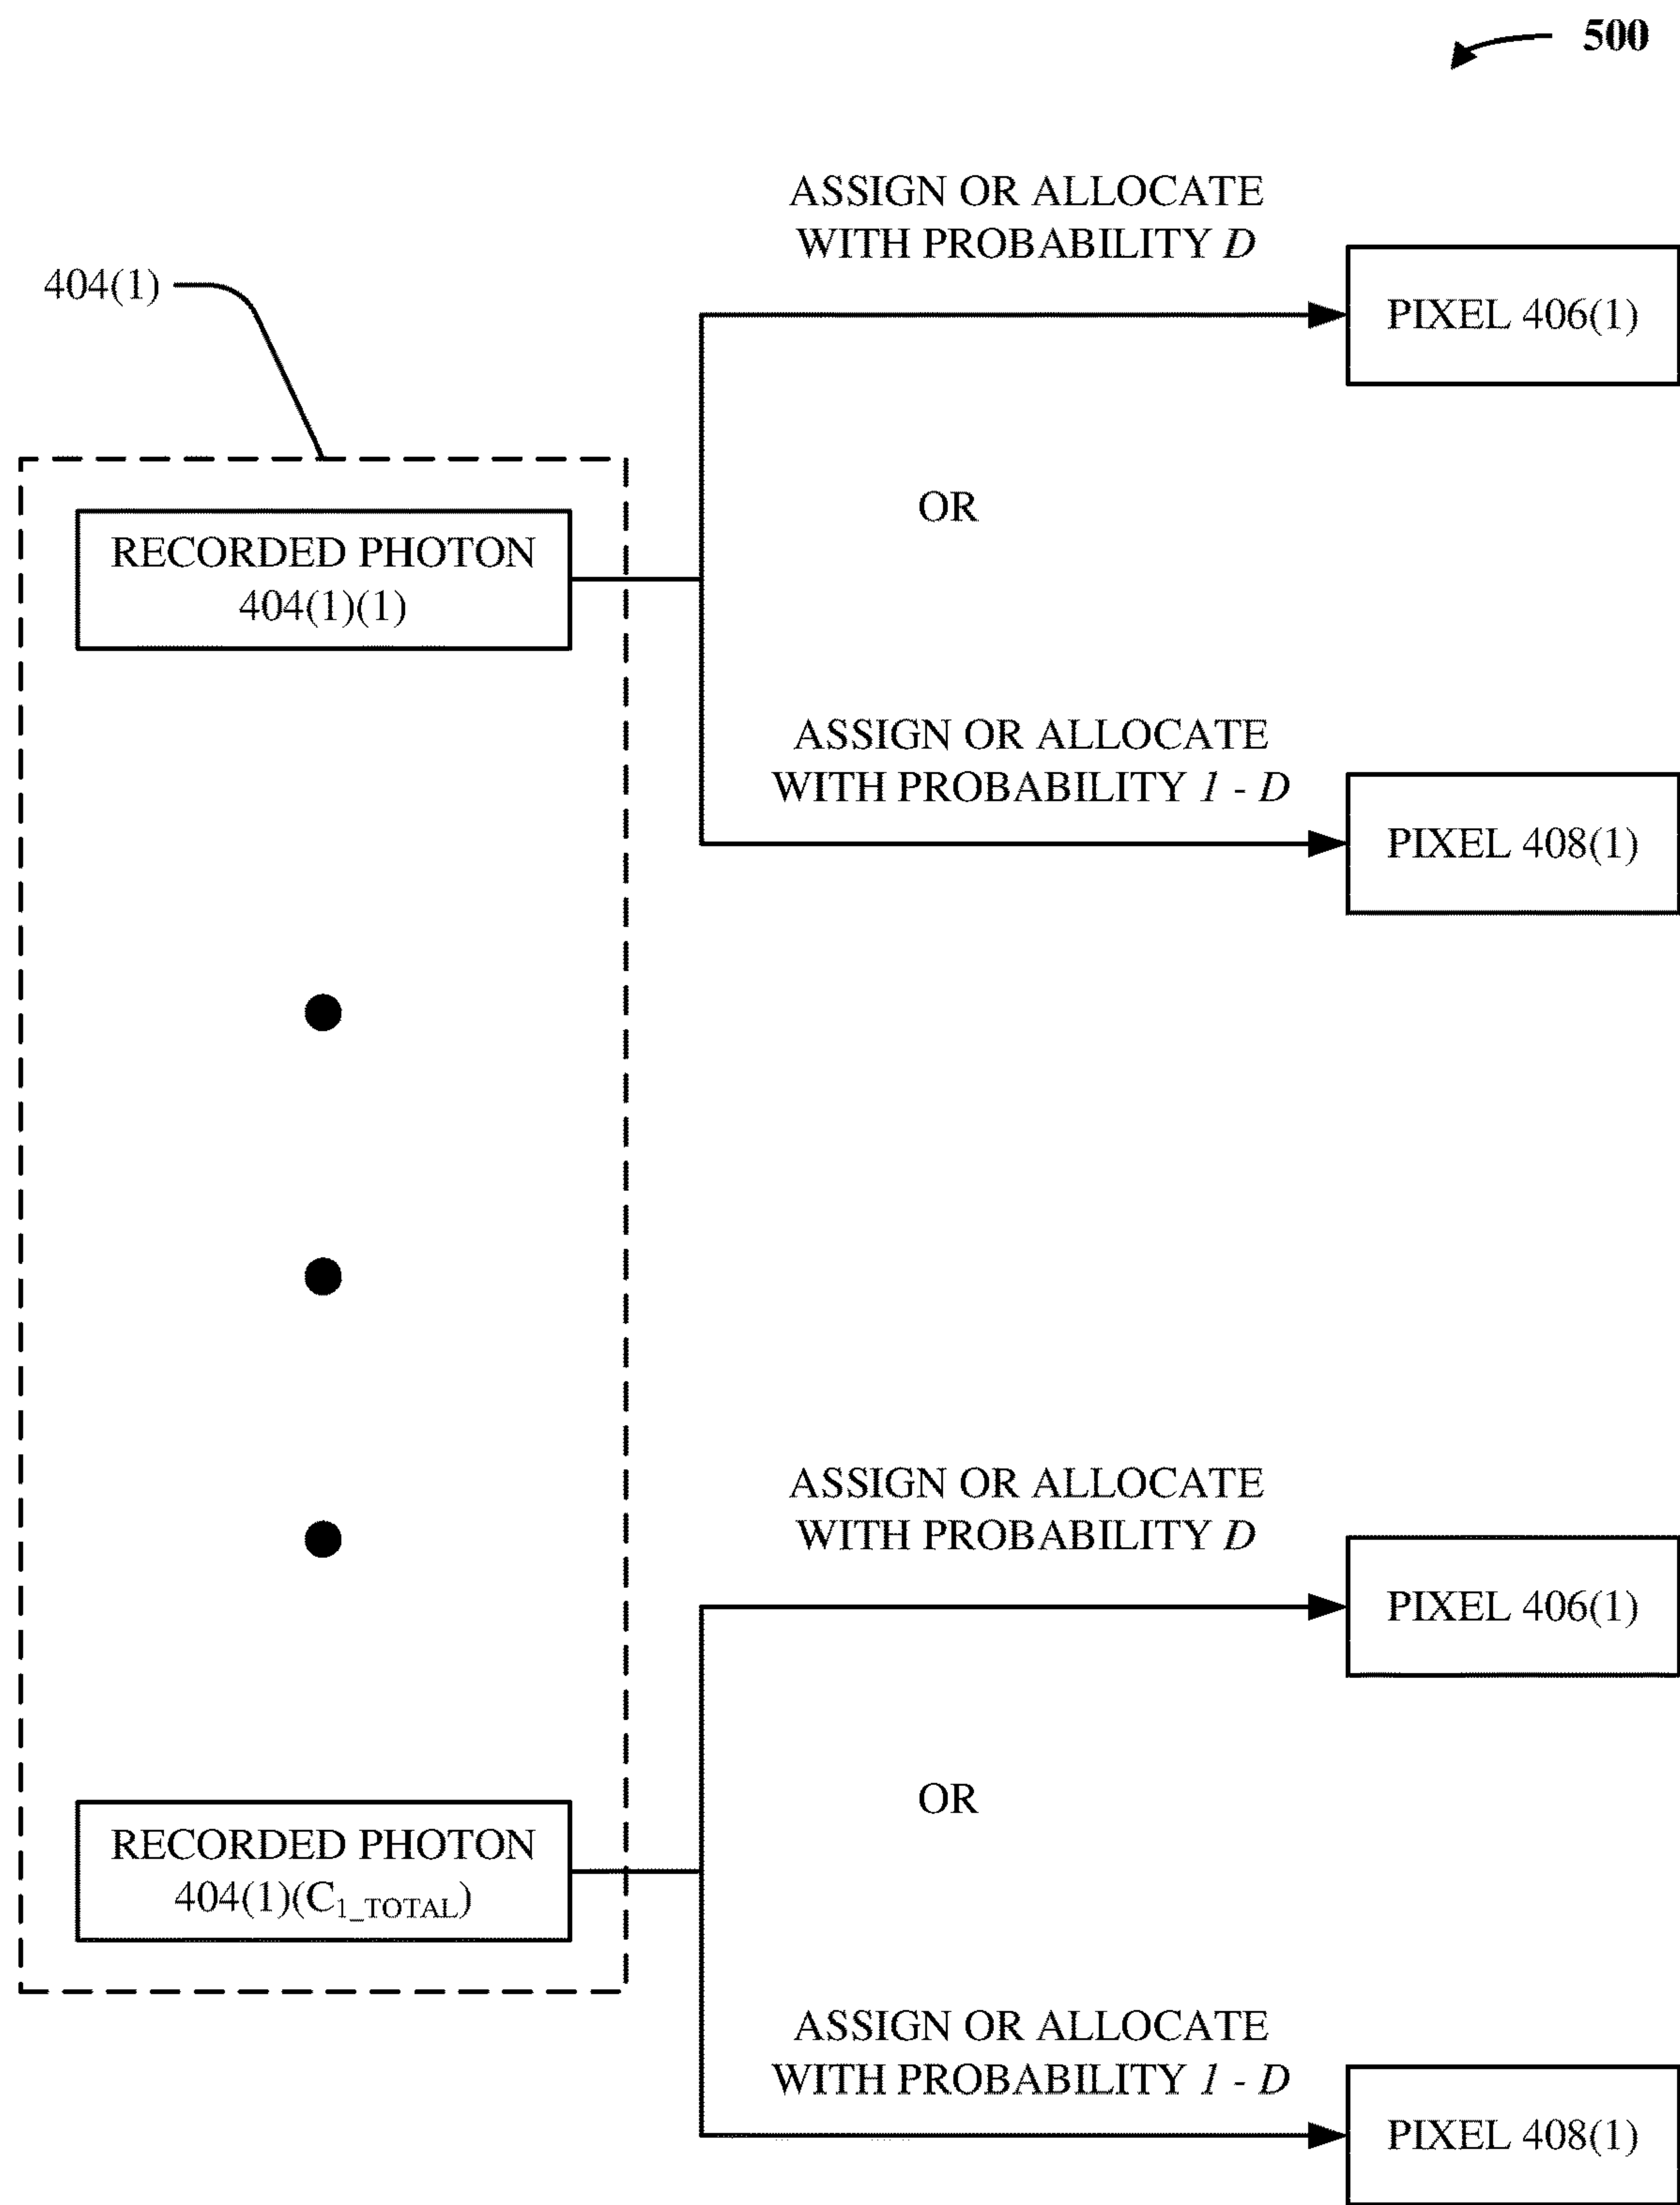 500
ASSIGN OR ALLOCATE
WITH PROBABILITY D
404(1)
PIXEL 406(1)
OR
RECORDED PHOTON
404(1)(1)
ASSIGN OR ALLOCATE
WITH PROBABILITY 1 - D
PIXEL 408(1)
ASSIGN OR ALLOCATE
WITH PROBABILITY D
PIXEL 406(1)
OR
RECORDED PHOTON
404(1)(C1_TOTAL)
ASSIGN OR ALLOCATE
WITH PROBABILITY 1 - D
PIXEL 408(1)